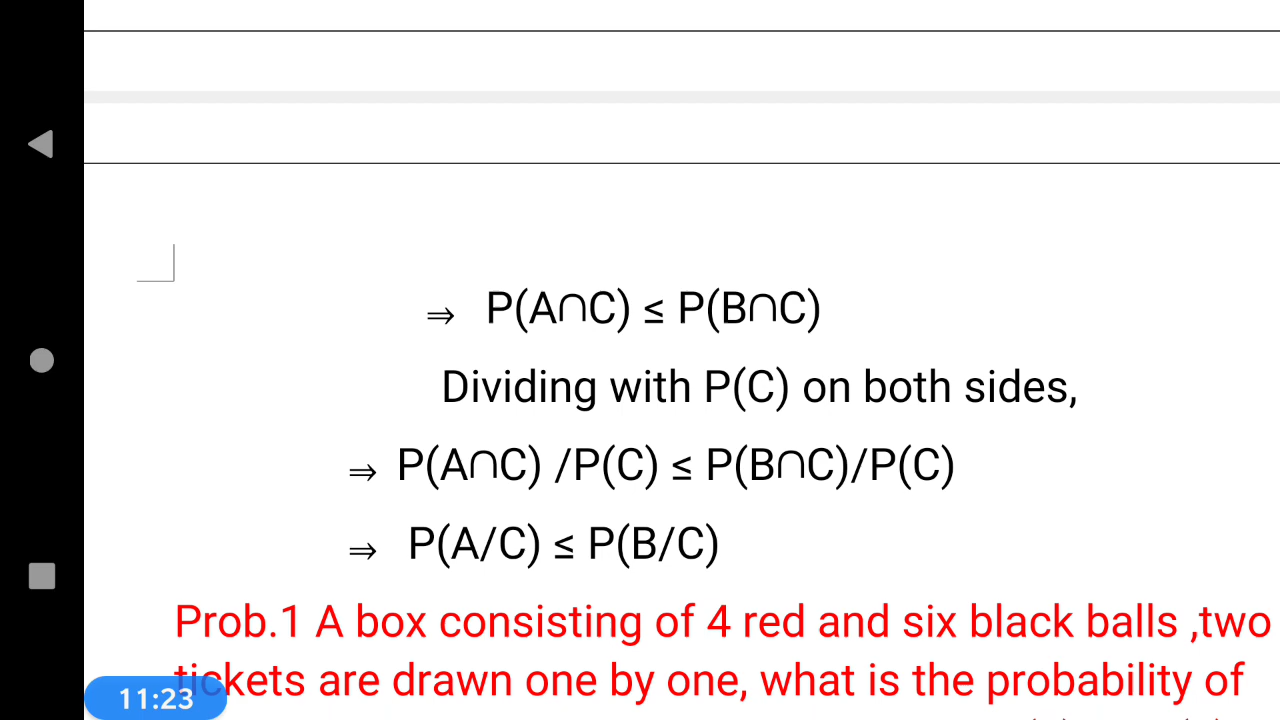 ⇒ P(A∩C) ≤ P(B∩C)
Dividing with P(C) on both sides,
⇒ P(A∩C) /P(C) ≤ P(B∩C)/P(C)
⇒ P(A/C) ≤ P(B/C)
Prob.1 A box consisting of 4 red and six black balls ,two
tickets are drawn one by one, what is the probability of
11:23